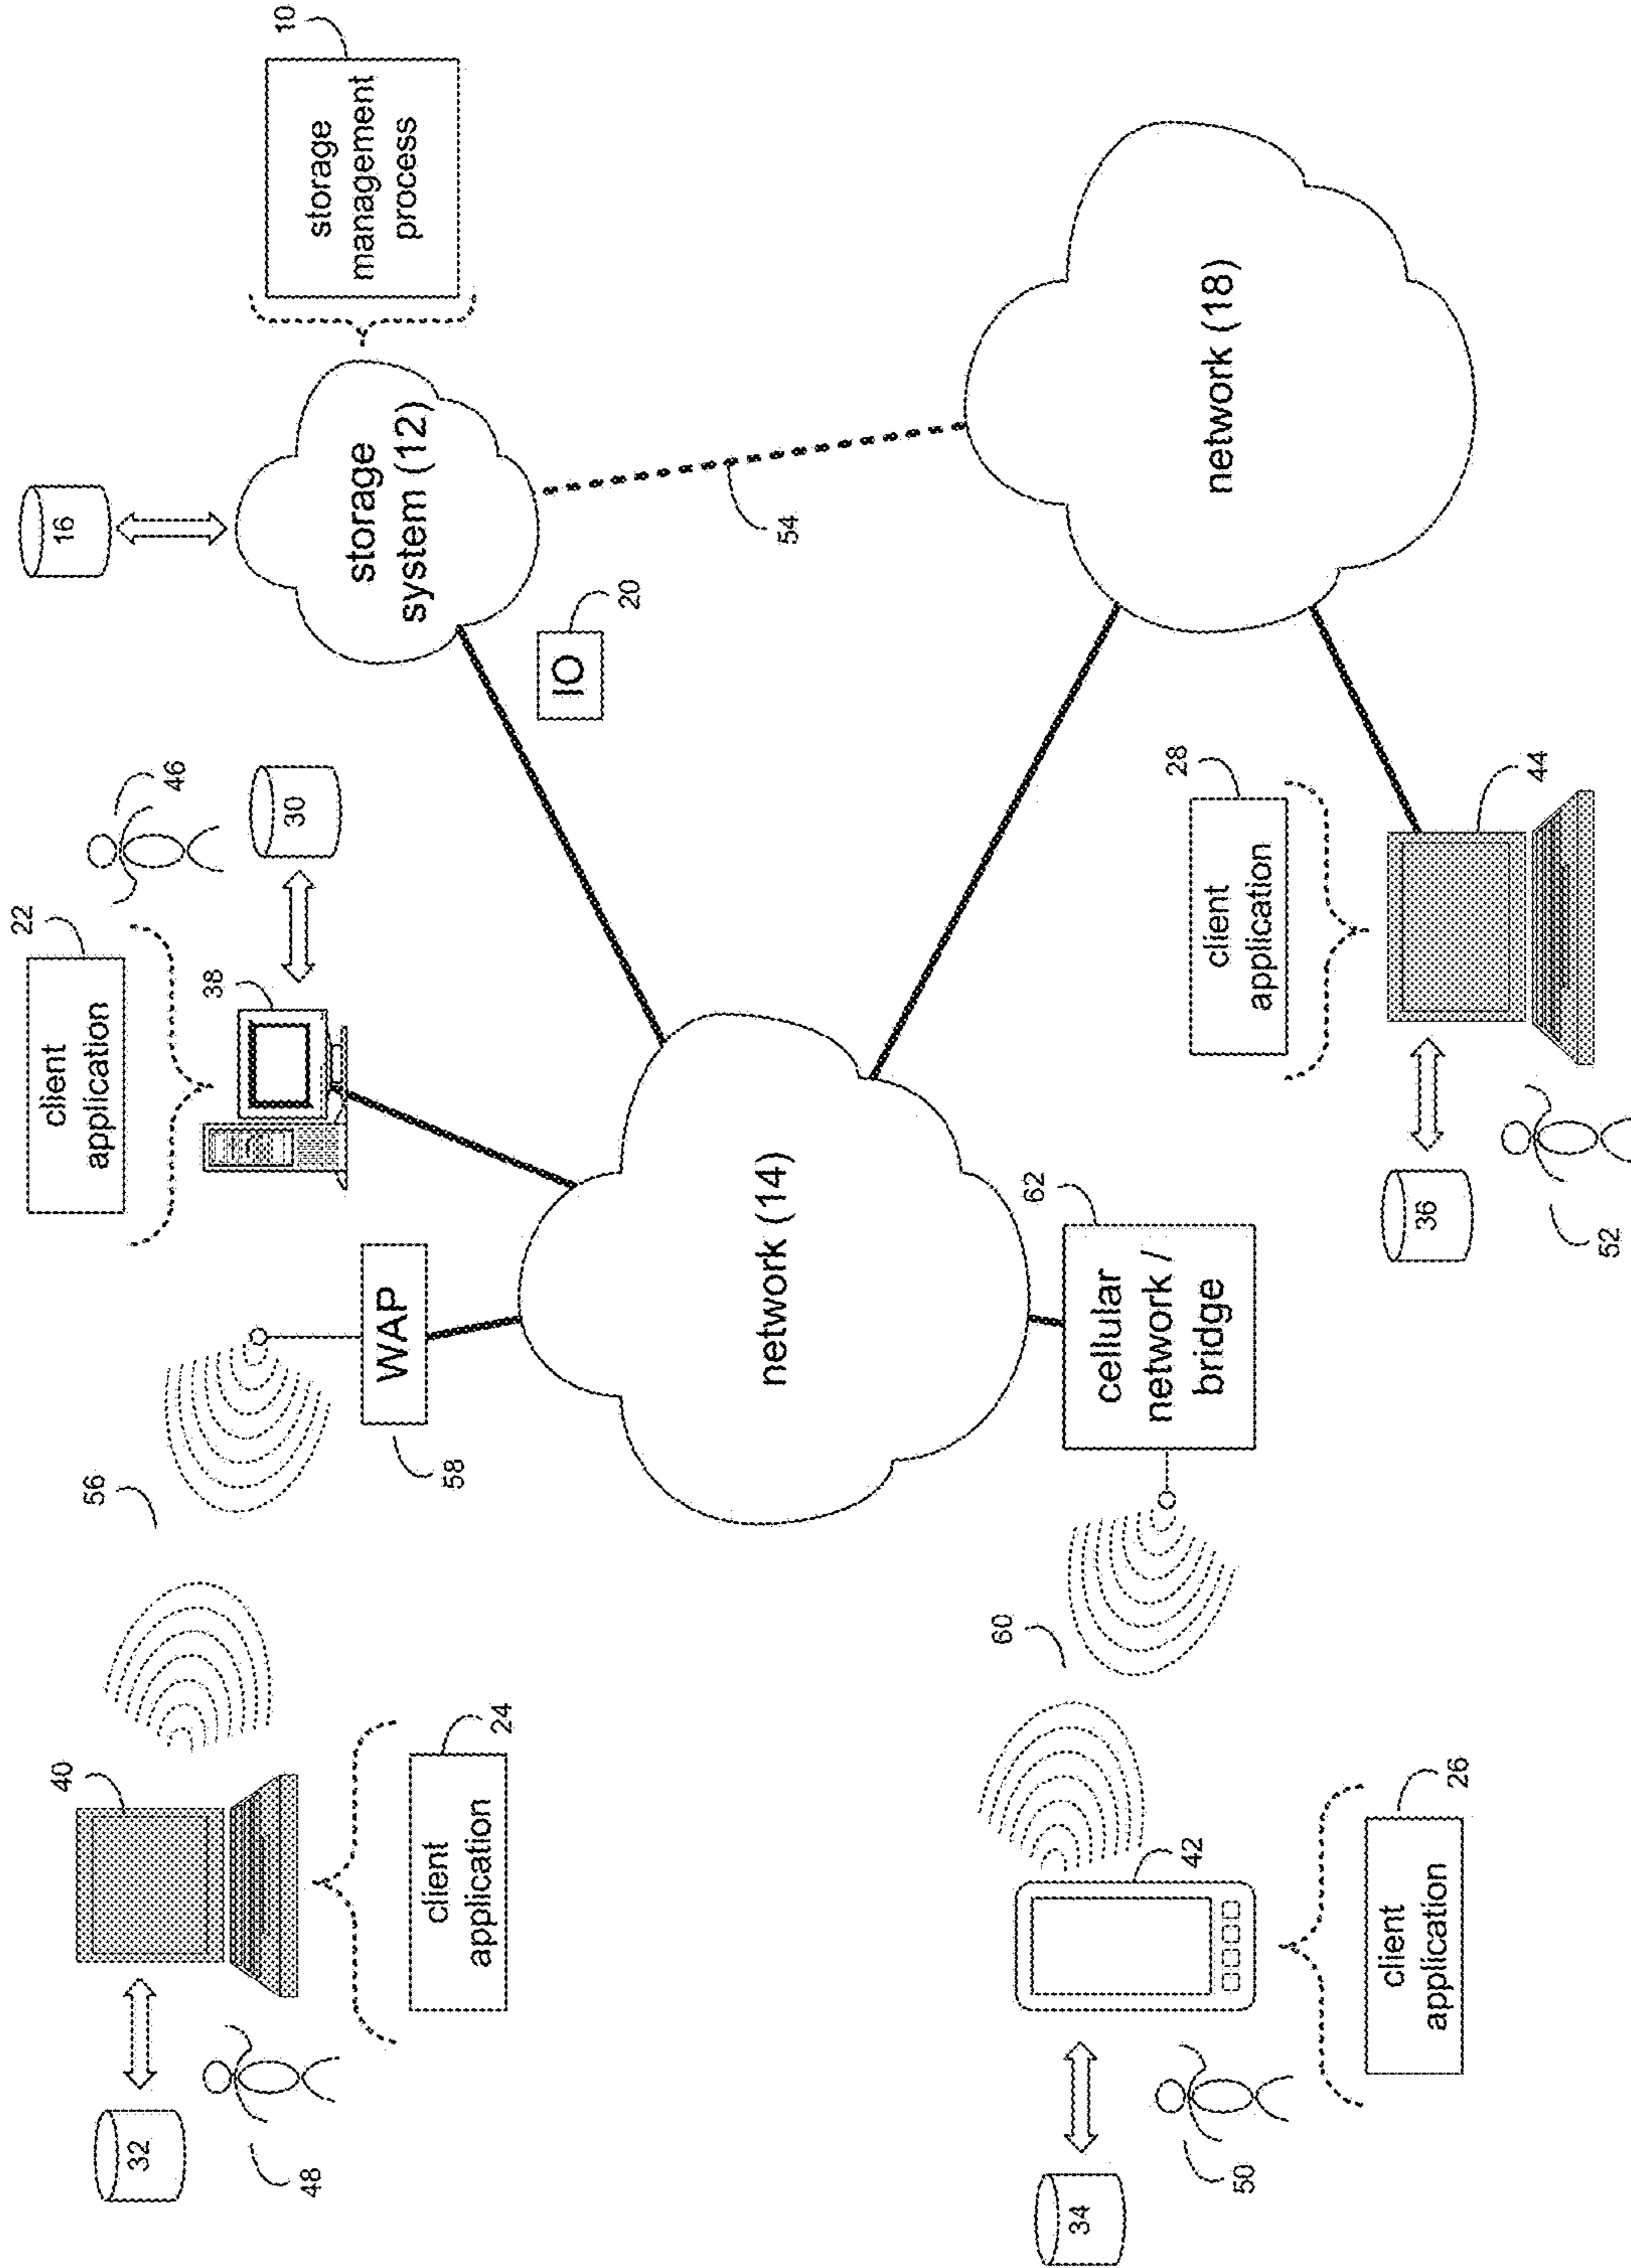 32
48
40
client
application
24
56
WAP
58
client
application
22
38
46
30
16
storage
system (12)
storage
management
process
10
IO
20
54
network (14)
network (18)
34
50
42
client
application
26
60
cellular
network /
bridge
62
36
52
client
application
28
44